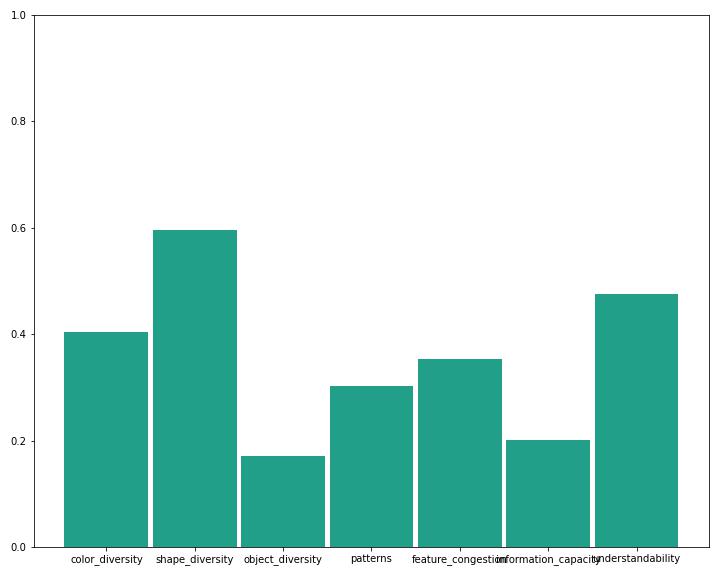 1.0
0.8
0.6
0.4
0.2
0.0
color_diversity
shape_diversity
object_diversity
patterns
feature_congestion
information_capacity
understandability